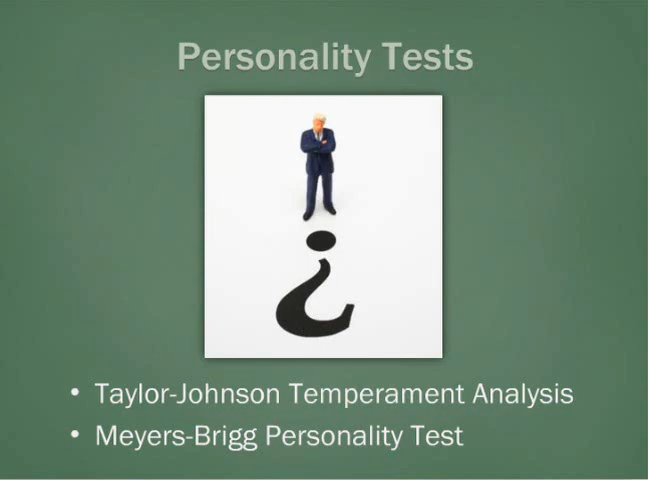 Personality Tests
• Taylor-Johnson Temperament Analysis
• Meyers-Brigg Personality Test